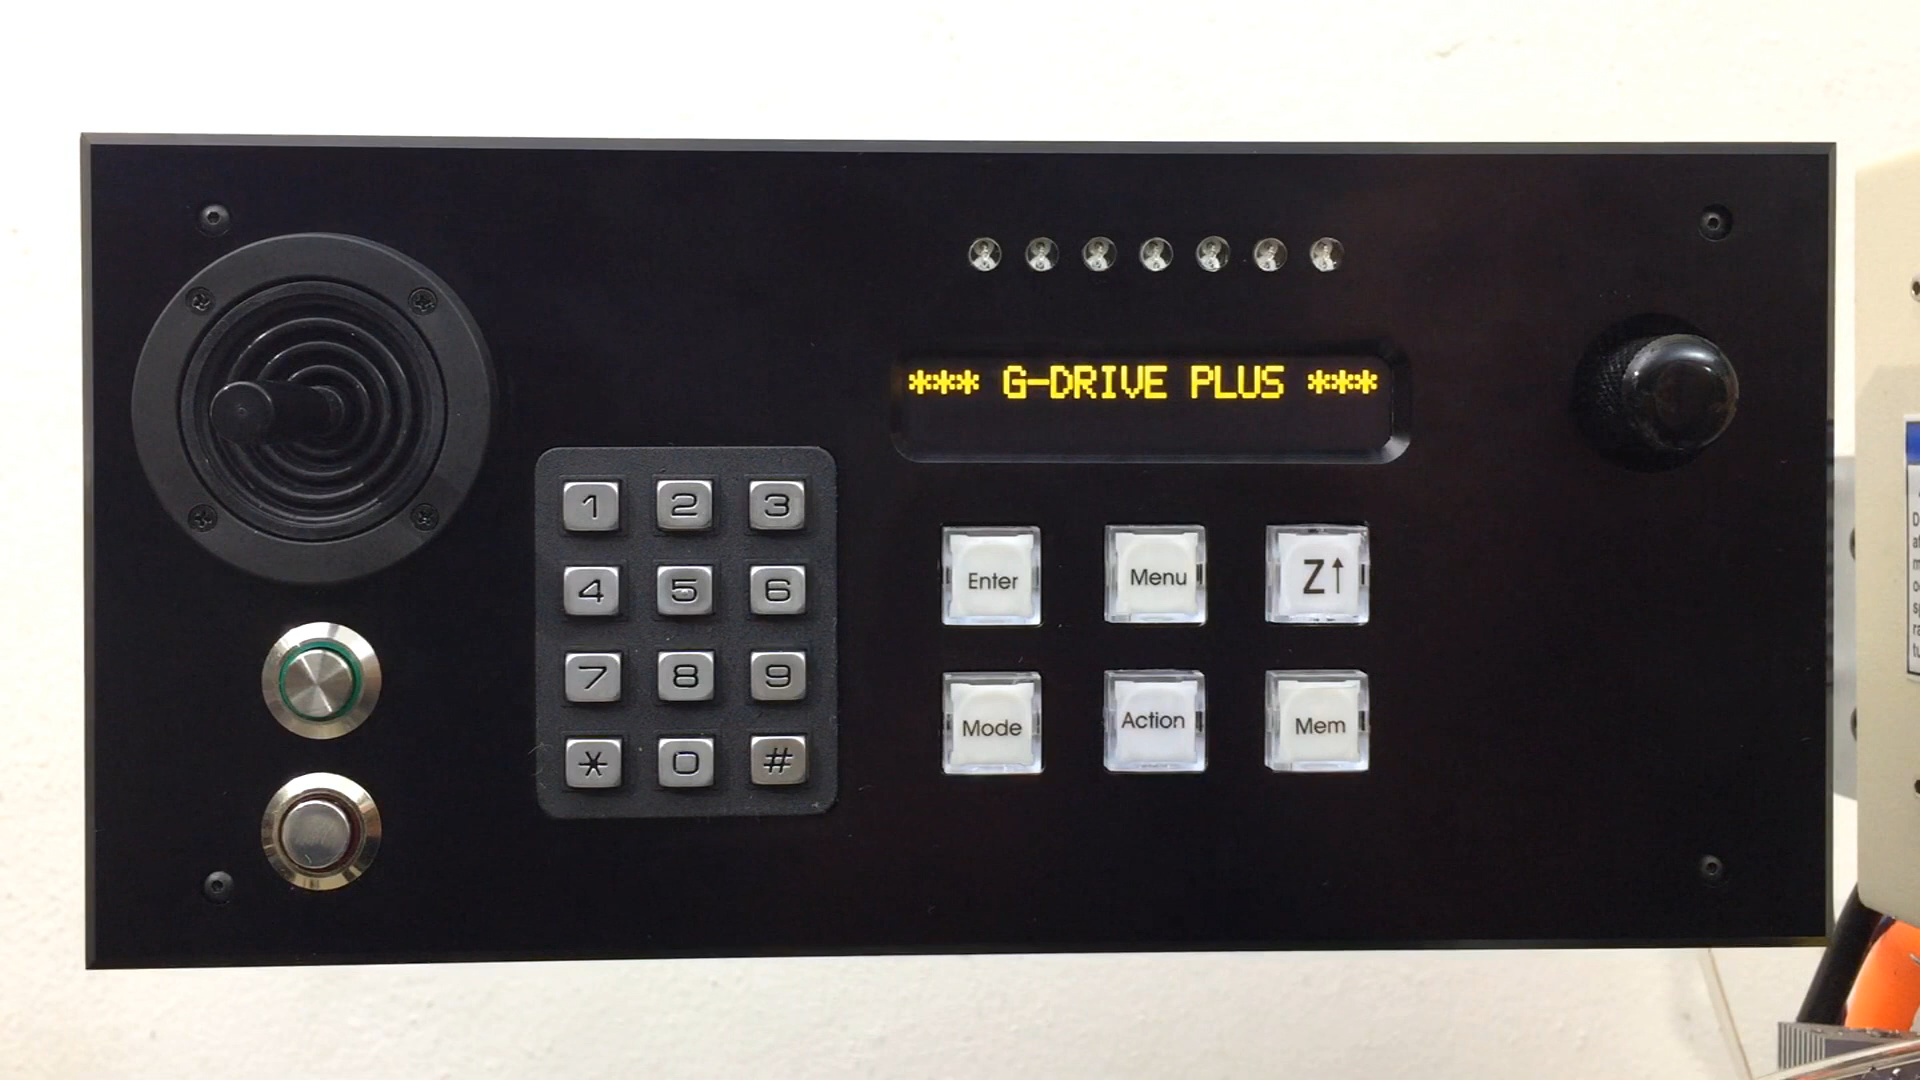 *** G-DRIVE PLUS ***
1 2 3
4 5 6
7 8 9
* 0 #
Enter Menu Z↑
Mode Action Mem